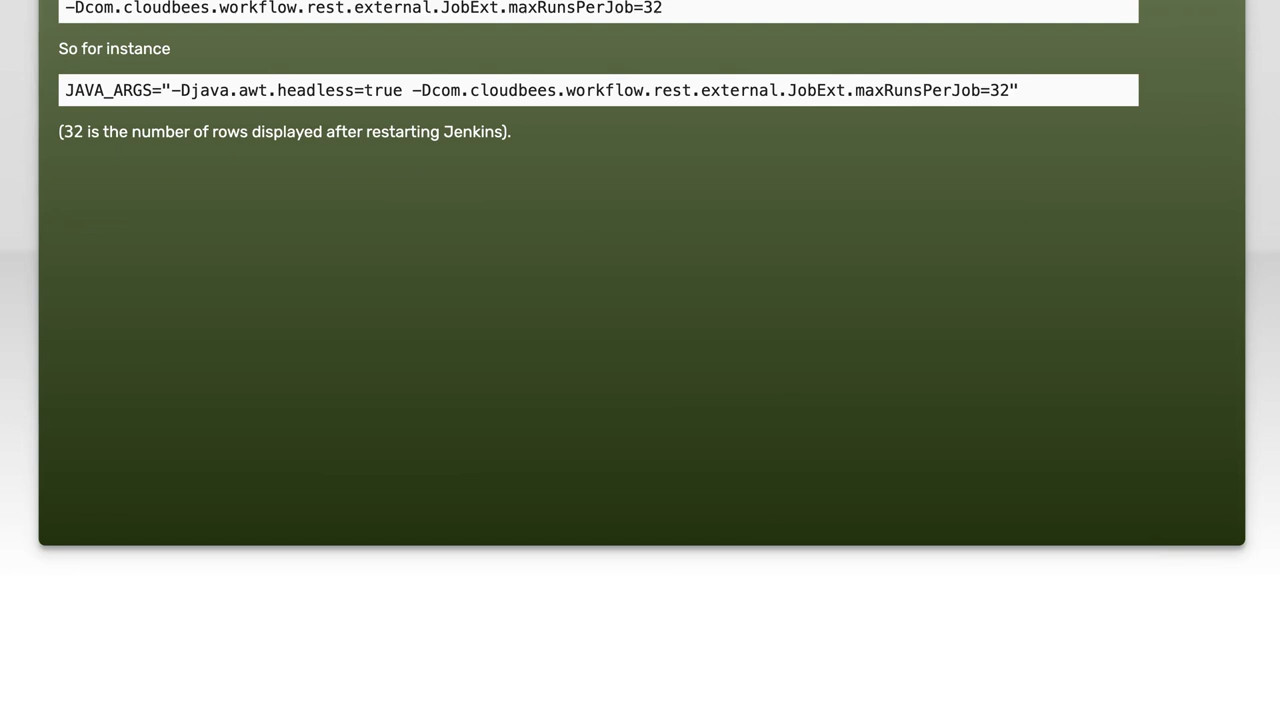 -Dcom.cloudbees.workflow.rest.external.JobExt.maxRunsPerJob=32
So for instance
JAVA_ARGS="-Djava.awt.headless=true -Dcom.cloudbees.workflow.rest.external.JobExt.maxRunsPerJob=32"
(32 is the number of rows displayed after restarting Jenkins).